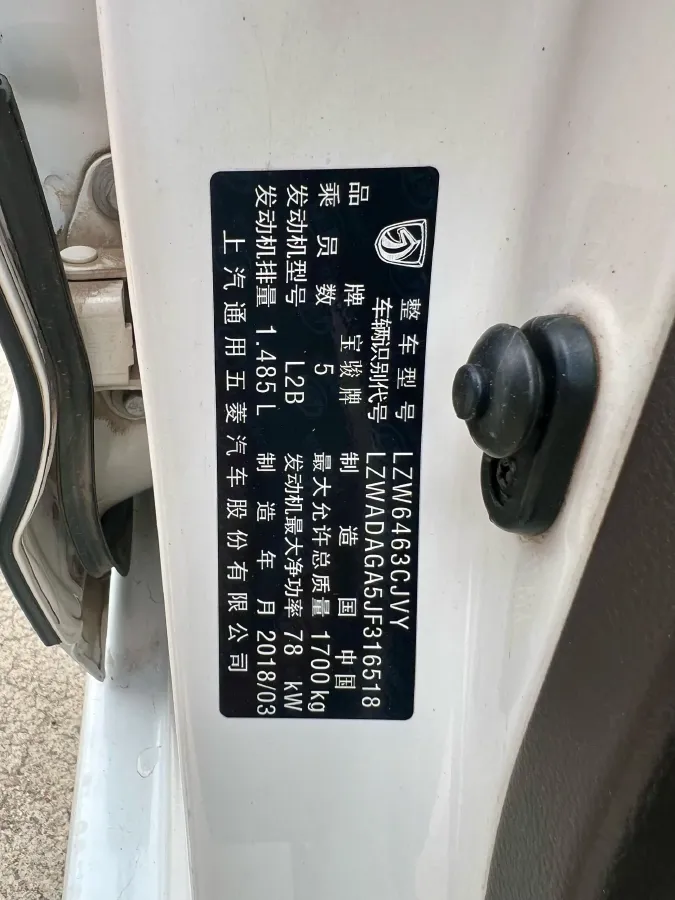 整车型号 LZW6463CJVY
车辆识别代号 LZWADAGA5JF316518
品牌 宝骏牌 制造国 中国
乘员数 5 最大允许总质量 1700kg
发动机型号 L2B 发动机最大净功率 78 kW
发动机排量 1.485 L 制造年月 2018/03
上汽通用五菱汽车股份有限公司